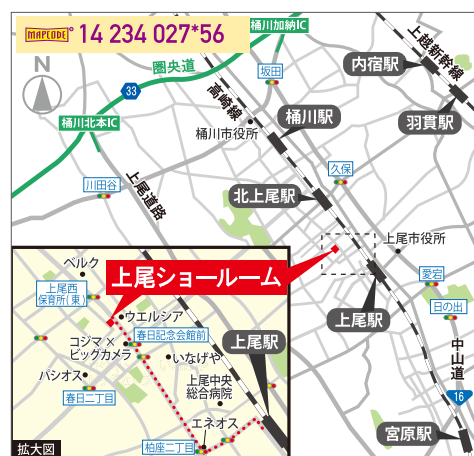 MAPCODE® 14 234 027*56
桶川加納IC
上越新幹線
内宿駅
羽貫駅
N
圏央道
33
坂田
高崎線
桶川北本IC
桶川市役所
桶川駅
久保
川田谷
上尾道路
北上尾駅
上尾市役所
愛宕
日の出
上尾駅
中山道
16
宮原駅
上尾ショールーム
ベルク
上尾西
保育所(東)
ウエルシア
春日記念会館前
コジマ×
ビックカメラ
いなげや
上尾駅
パシオス
春日二丁目
上尾中央
総合病院
エネオス
柏座二丁目
拡大図